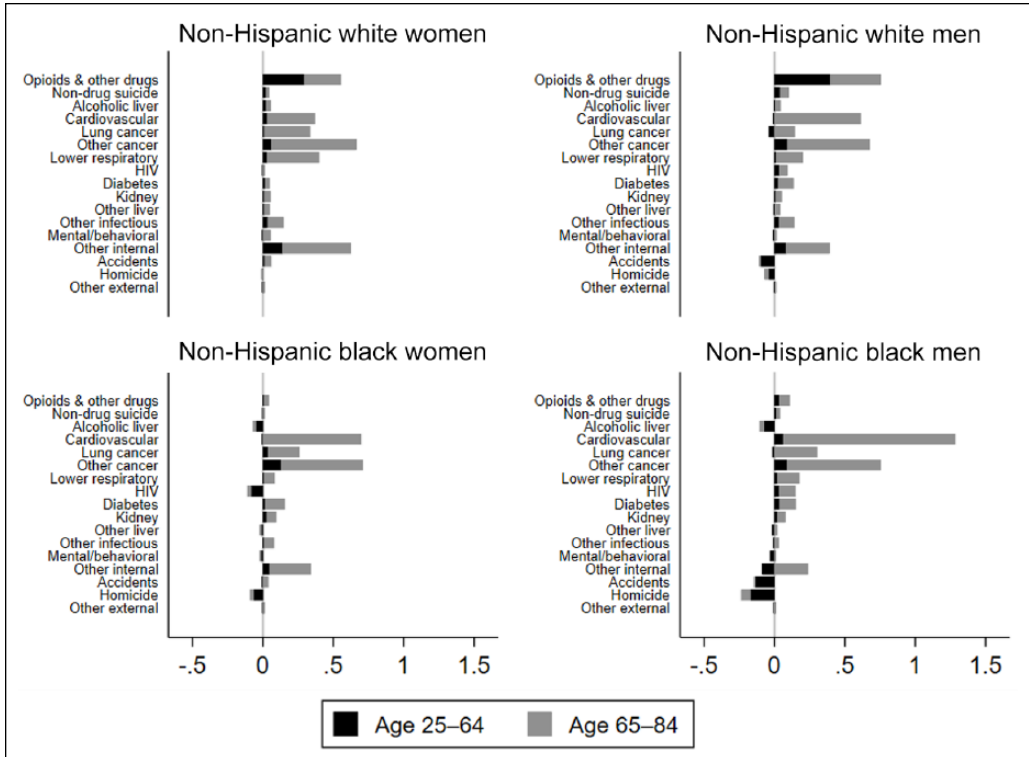 Non-Hispanic white women
Opioids & other drugs
Non-drug suicide
Alcoholic liver
Cardiovascular
Lung cancer
Other cancer
Lower respiratory
HIV
Diabetes
Kidney
Other liver
Other infectious
Mental/behavioral
Other internal
Accidents
Homicide
Other external
Non-Hispanic white men
Opioids & other drugs
Non-drug suicide
Alcoholic liver
Cardiovascular
Lung cancer
Other cancer
Lower respiratory
HIV
Diabetes
Kidney
Other liver
Other infectious
Mental/behavioral
Other internal
Accidents
Homicide
Other external
Non-Hispanic black women
Opioids & other drugs
Non-drug suicide
Alcoholic liver
Cardiovascular
Lung cancer
Other cancer
Lower respiratory
HIV
Diabetes
Kidney
Other liver
Other infectious
Mental/behavioral
Other internal
Accidents
Homicide
Other external
-.5 0 .5 1 1.5
Non-Hispanic black men
Opioids & other drugs
Non-drug suicide
Alcoholic liver
Cardiovascular
Lung cancer
Other cancer
Lower respiratory
HIV
Diabetes
Kidney
Other liver
Other infectious
Mental/behavioral
Other internal
Accidents
Homicide
Other external
-.5 0 .5 1 1.5
Age 25–64 Age 65–84